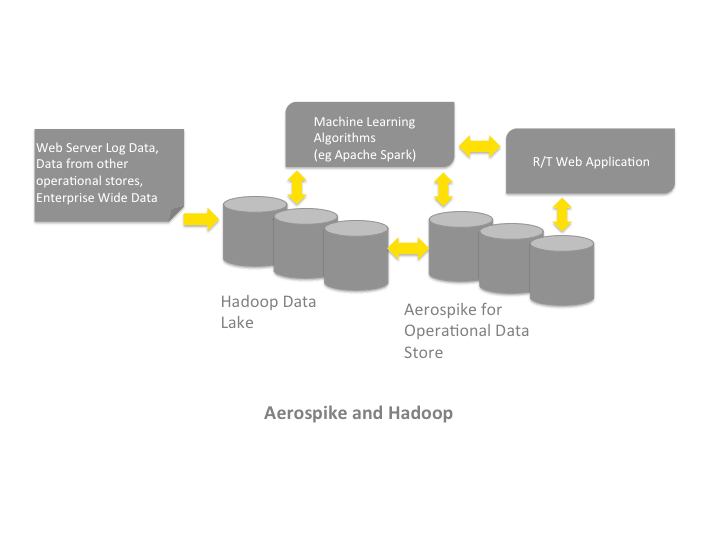 Machine Learning
Algorithms
(eg Apache Spark)
Web Server Log Data,
Data from other
operational stores,
Enterprise Wide Data
R/T Web Application
Hadoop Data
Lake
Aerospike for
Operational Data
Store
Aerospike and Hadoop